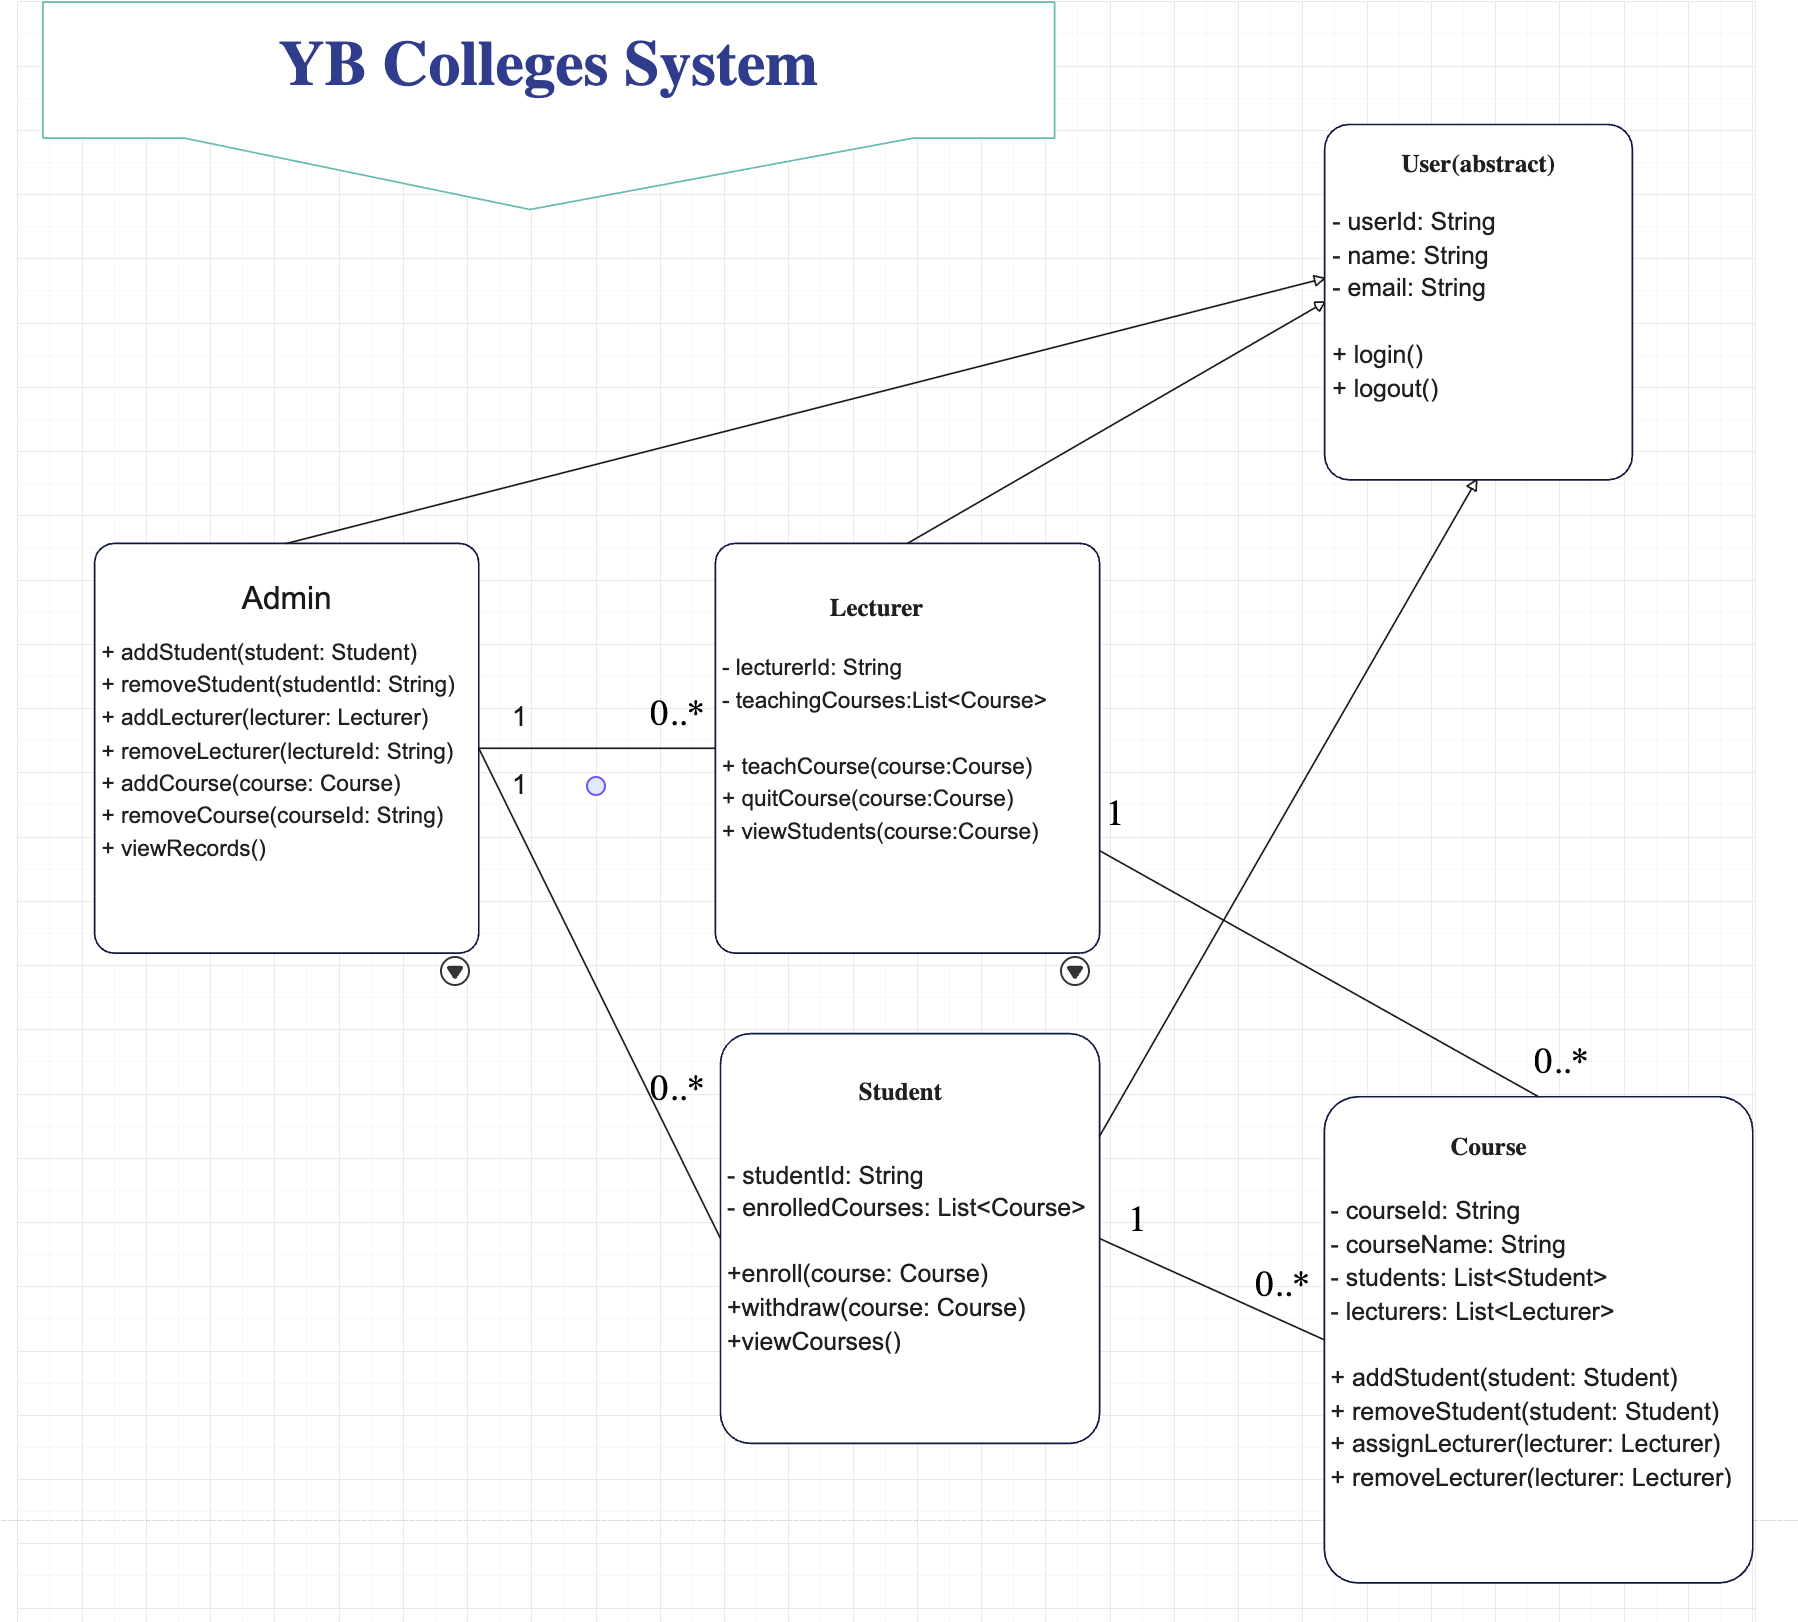 YB Colleges System
User(abstract)
- userId: String
- name: String
- email: String
+ login()
+ logout()
Admin
+ addStudent(student: Student)
+ removeStudent(studentId: String)
+ addLecturer(lecturer: Lecturer)
+ removeLecturer(lectureId: String)
+ addCourse(course: Course)
+ removeCourse(courseId: String)
+ viewRecords()
1
0..*
1
0..*
Lecturer
- lecturerId: String
- teachingCourses:List<Course>
+ teachCourse(course:Course)
+ quitCourse(course:Course)
+ viewStudents(course:Course)
1
0..*
Student
- studentId: String
- enrolledCourses: List<Course>
+enroll(course: Course)
+withdraw(course: Course)
+viewCourses()
1
0..*
Course
- courseId: String
- courseName: String
- students: List<Student>
- lecturers: List<Lecturer>
+ addStudent(student: Student)
+ removeStudent(student: Student)
+ assignLecturer(lecturer: Lecturer)
+ removeLecturer(lecturer: Lecturer)